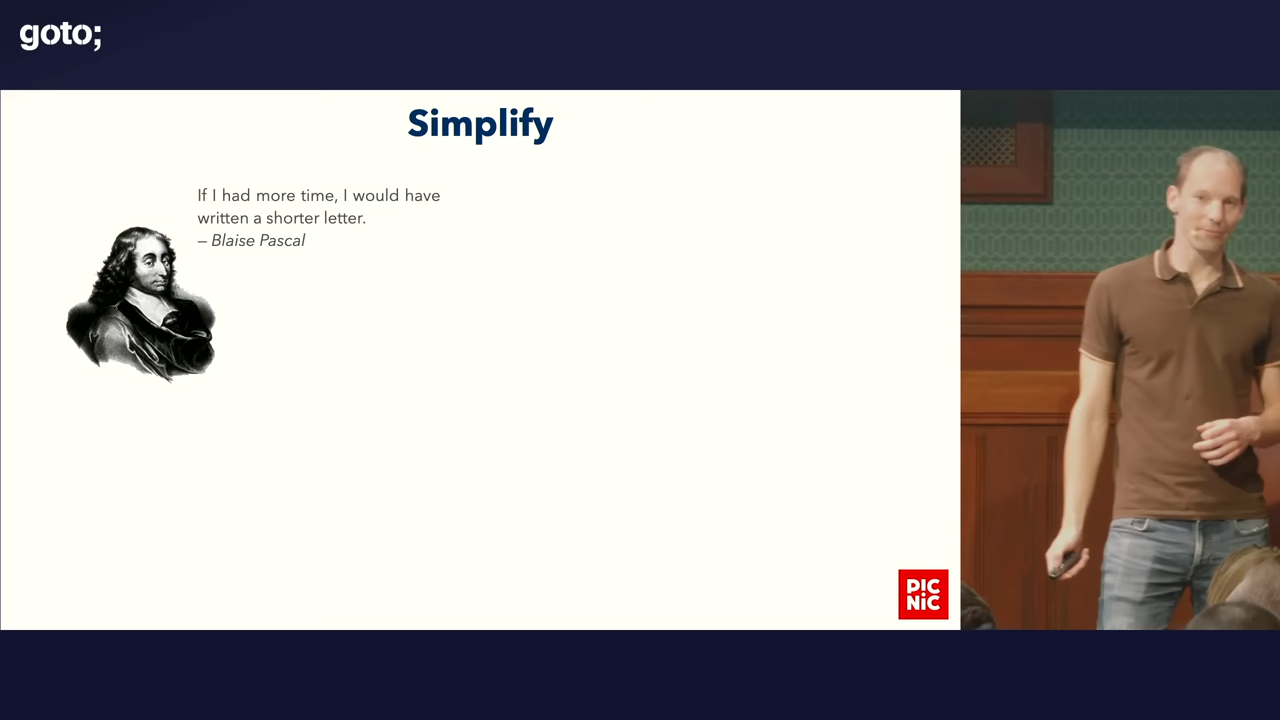 goto;
Simplify
If I had more time, I would have
written a shorter letter.
– Blaise Pascal
PiC
NiC